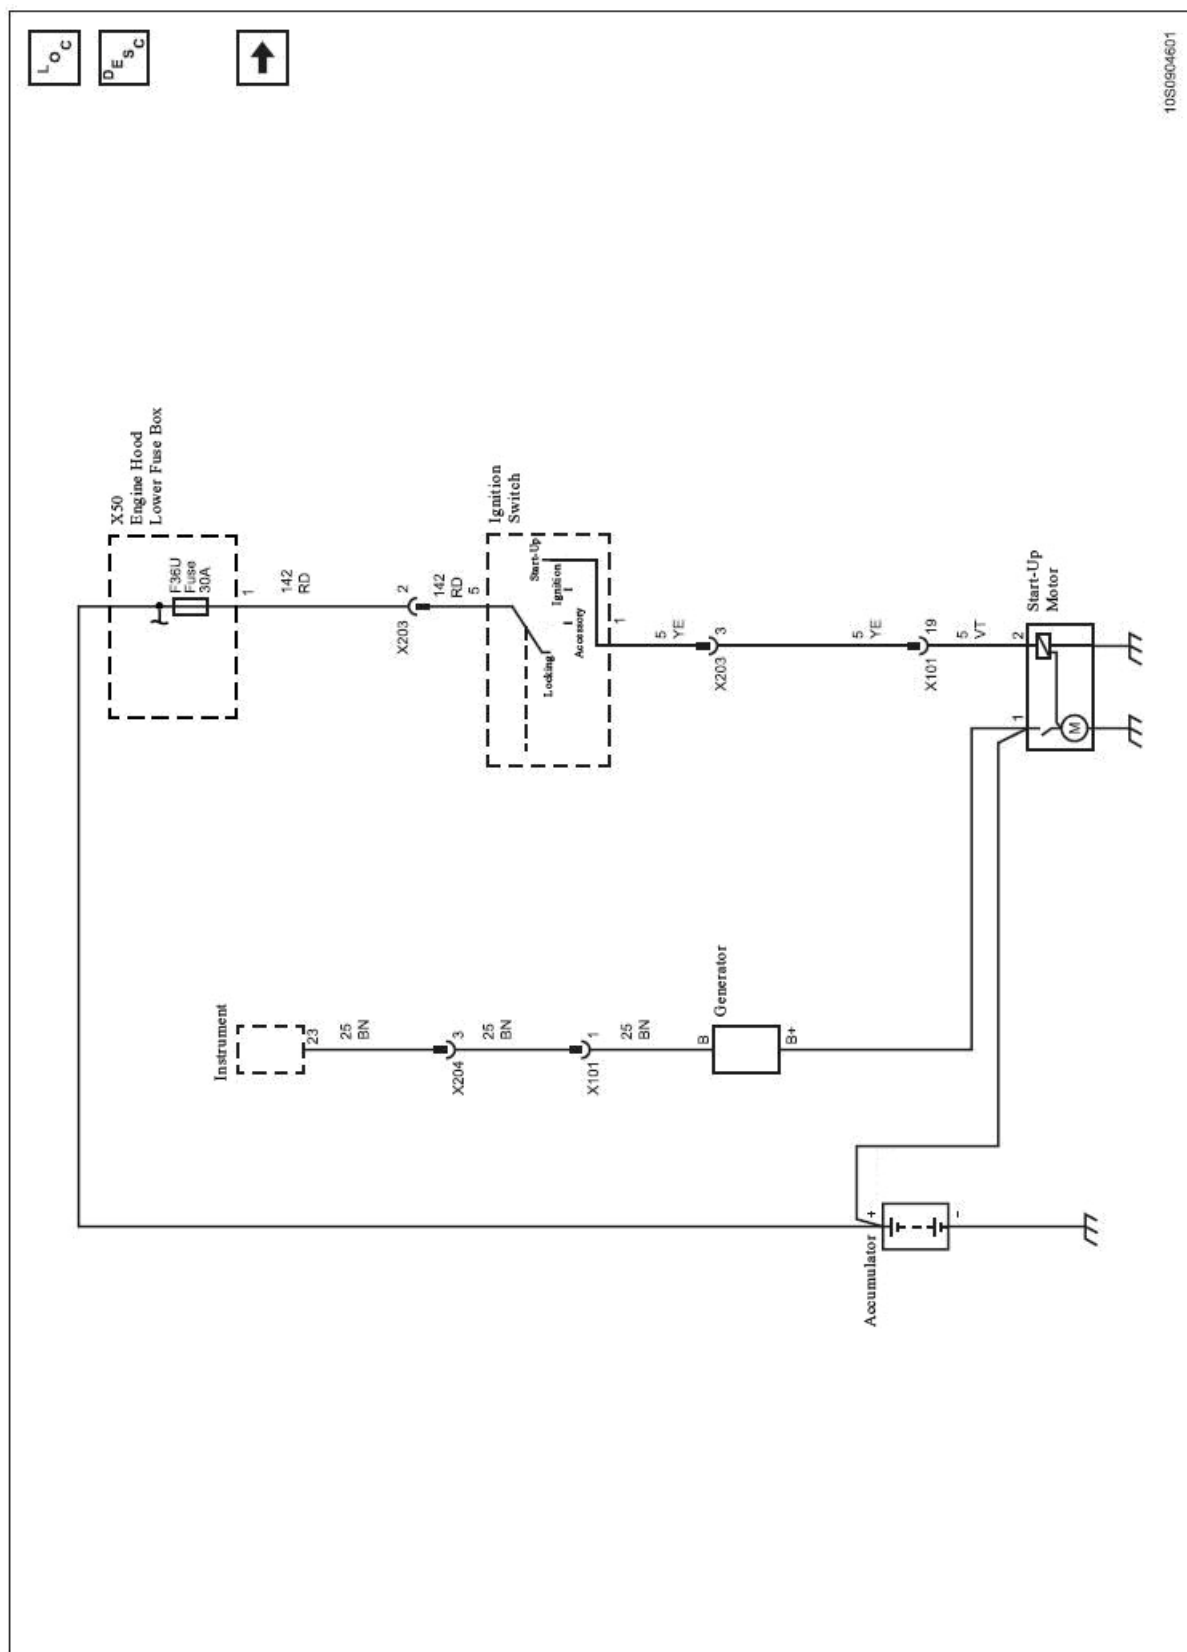 LOC
DESC
10S0904601
X50
Engine Hood
Lower Fuse Box
F36U
Fuse
30A
1
142
RD
2
X203
142
RD
5
Ignition
Switch
Start-Up
Ignition
Accessory
Locking
1
5
YE
3
X203
5
YE
19
X101
5
VT
2
Start-Up
Motor
1
M
Instrument
23
25
BN
3
X204
25
BN
1
X101
25
BN
B
Generator
B+
Accumulator
+
-